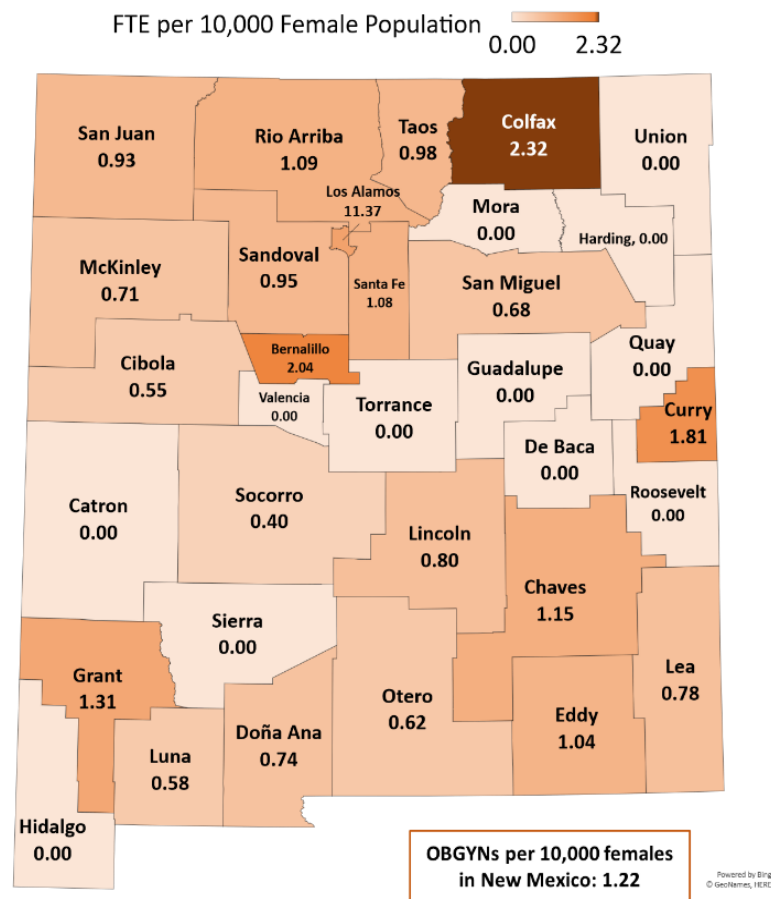 FTE per 10,000 Female Population
0.00 2.32
San Juan
0.93
Rio Arriba
1.09
Taos
0.98
Colfax
2.32
Union
0.00
Los Alamos
11.37
Mora
0.00
Harding, 0.00
McKinley
0.71
Sandoval
0.95
Santa Fe
1.08
San Miguel
0.68
Cibola
0.55
Bernalillo
2.04
Valencia
0.00
Torrance
0.00
Guadalupe
0.00
Quay
0.00
Curry
1.81
De Baca
0.00
Roosevelt
0.00
Catron
0.00
Socorro
0.40
Lincoln
0.80
Chaves
1.15
Sierra
0.00
Grant
1.31
Luna
0.58
Doña Ana
0.74
Otero
0.62
Eddy
1.04
Lea
0.78
Hidalgo
0.00
OBGYNs per 10,000 females
in New Mexico: 1.22
Powered by Bing
© GeoNames, HERE